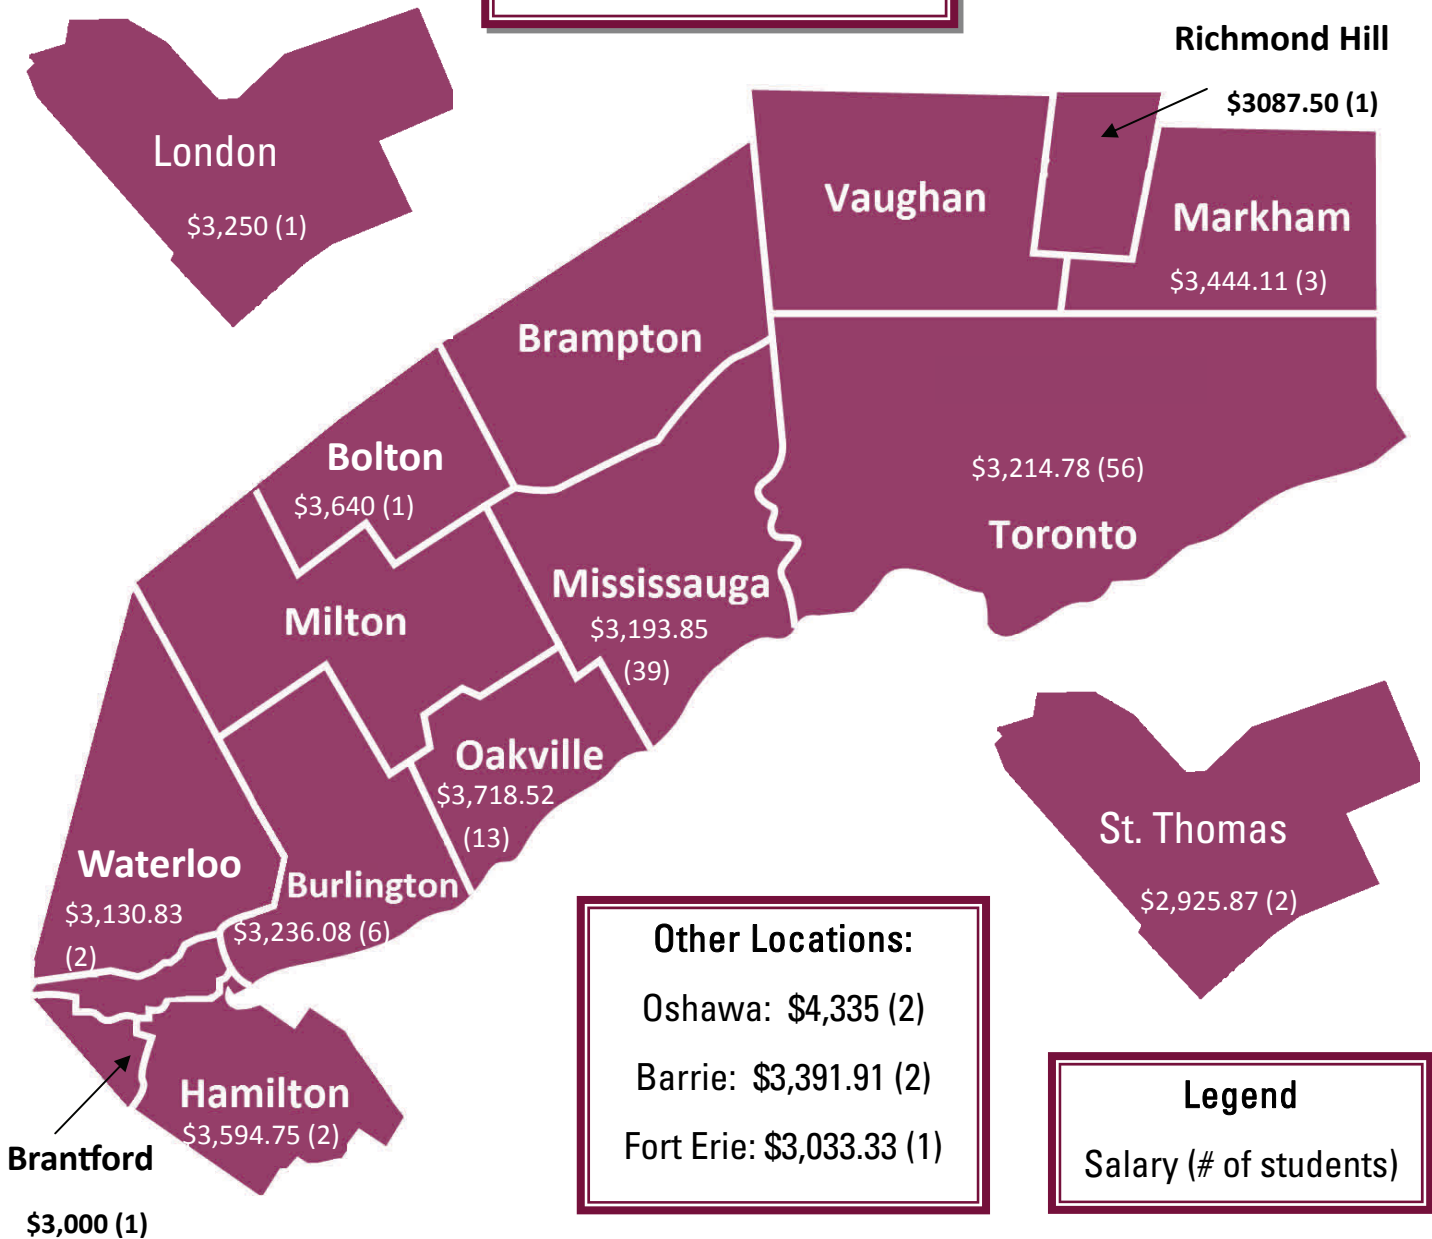 Richmond Hill
$3087.50 (1)
London
$3,250 (1)
Vaughan
Markham
$3,444.11 (3)
Brampton
Bolton
$3,640 (1)
$3,214.78 (56)
Toronto
Mississauga
$3,193.85
(39)
Milton
Oakville
$3,718.52
(13)
St. Thomas
$2,925.87 (2)
Waterloo
$3,130.83
(2)
Burlington
$3,236.08 (6)
Other Locations:
Oshawa: $4,335 (2)
Barrie: $3,391.91 (2)
Fort Erie: $3,033.33 (1)
Legend
Salary (# of students)
Hamilton
$3,594.75 (2)
Brantford
$3,000 (1)